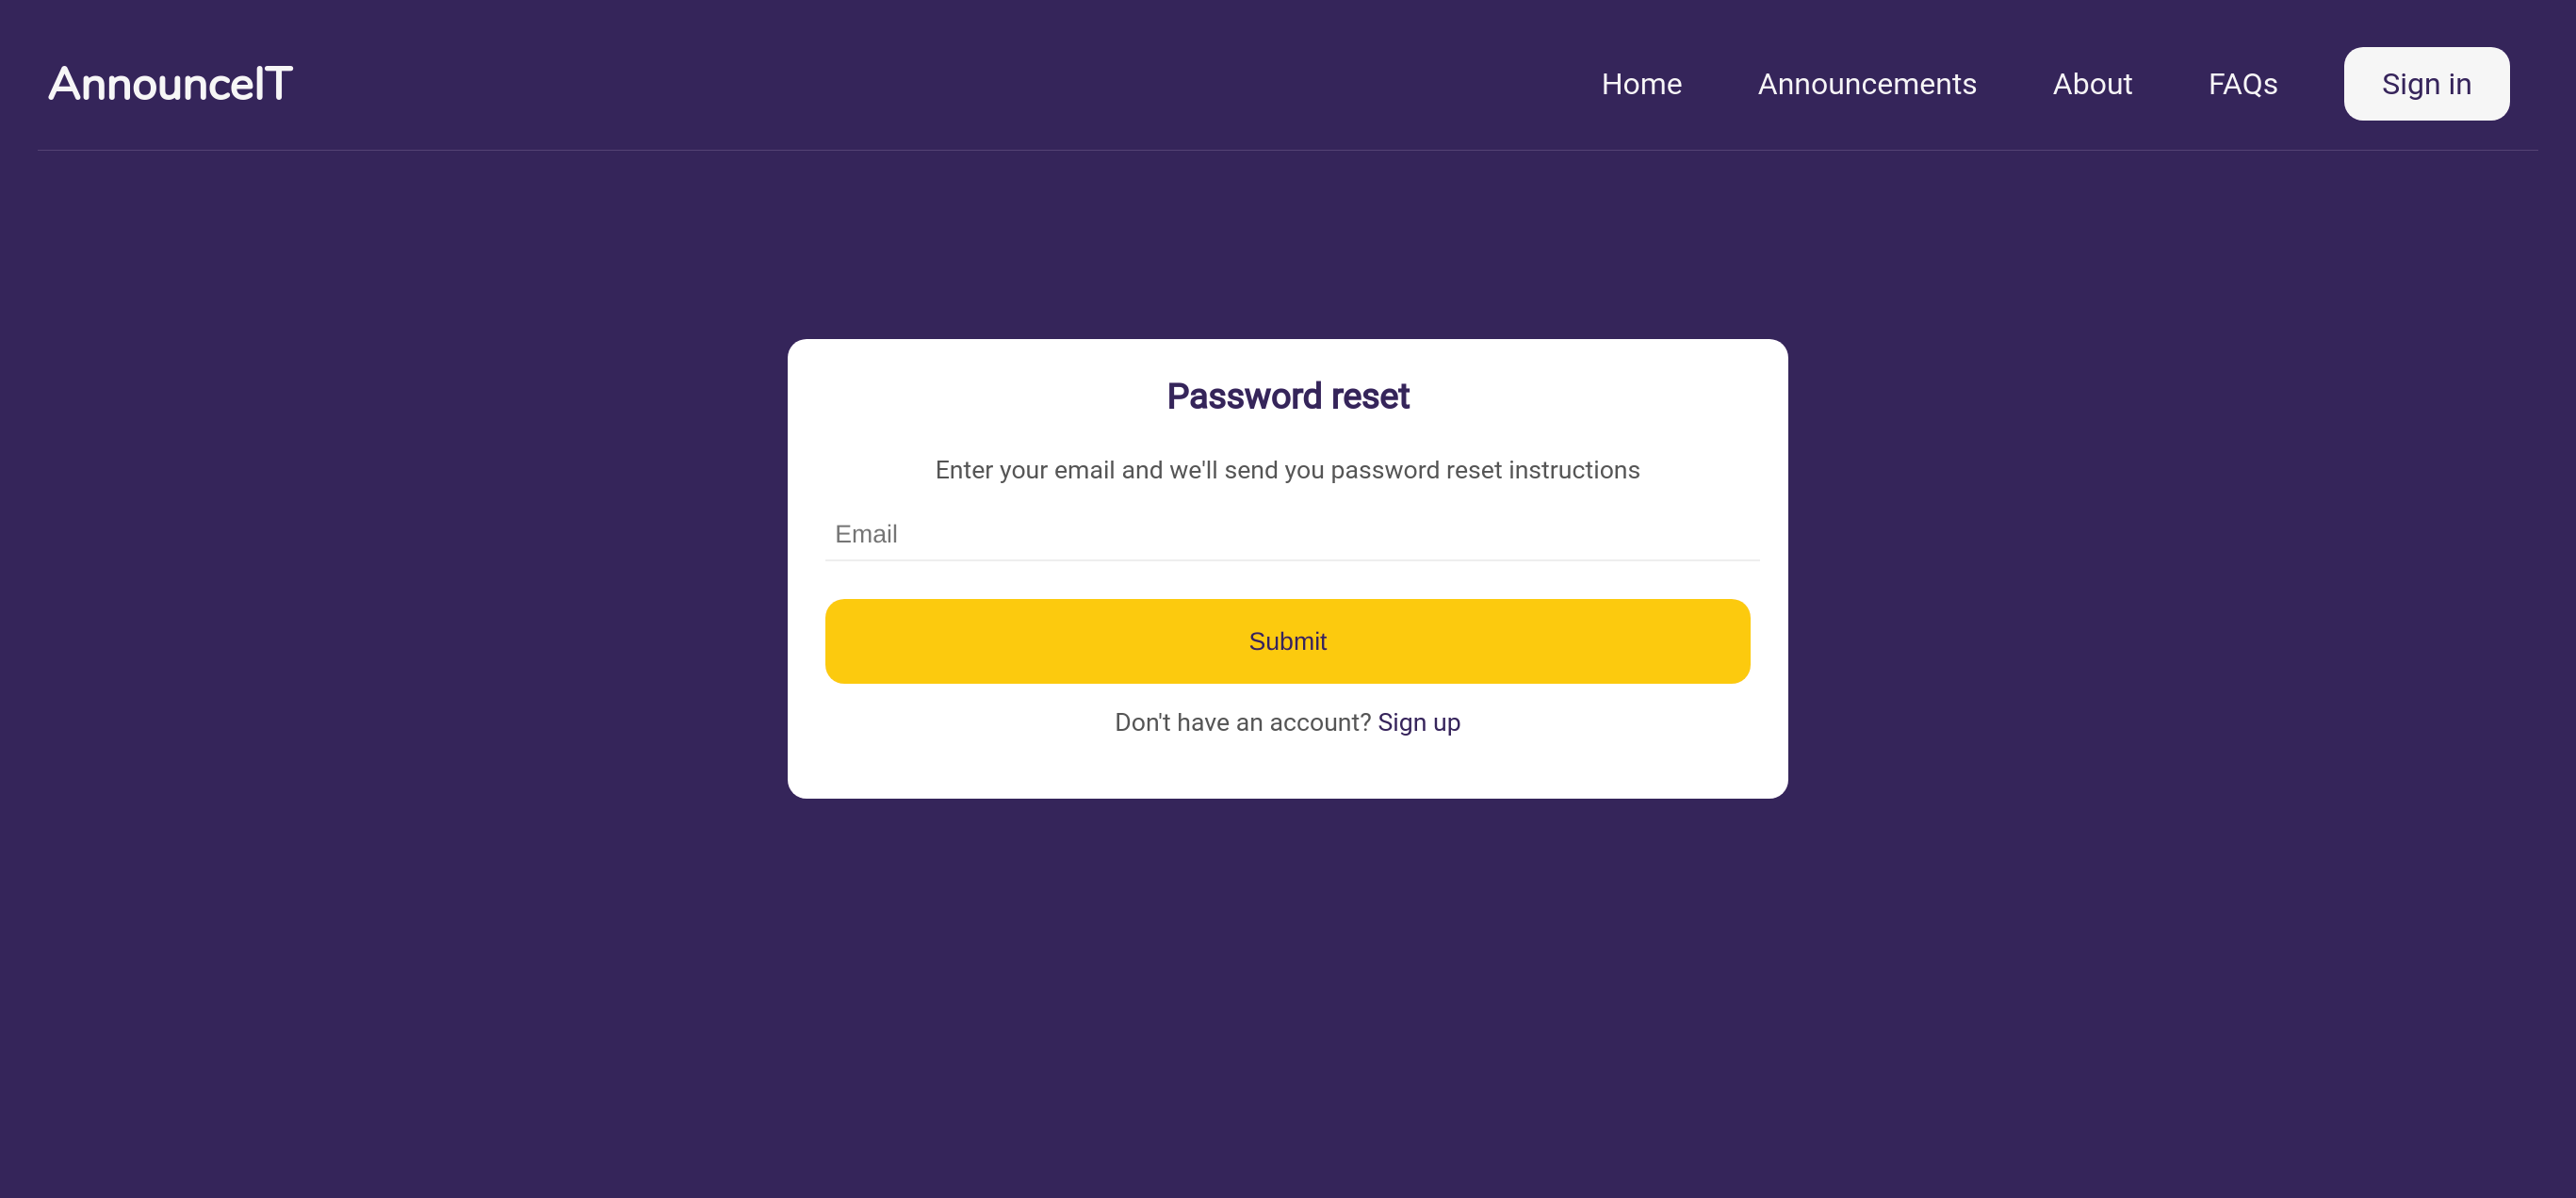 AnnounceIT
Home Announcements About FAQs Sign in
Password reset
Enter your email and we'll send you password reset instructions
Email
Submit
Don't have an account? Sign up